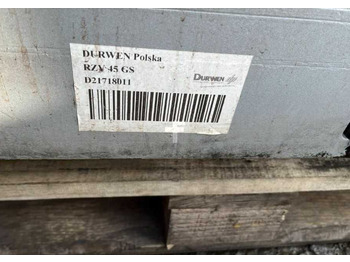 DURWEN Polska
RZV 45 GS
D21718011
DURWEN